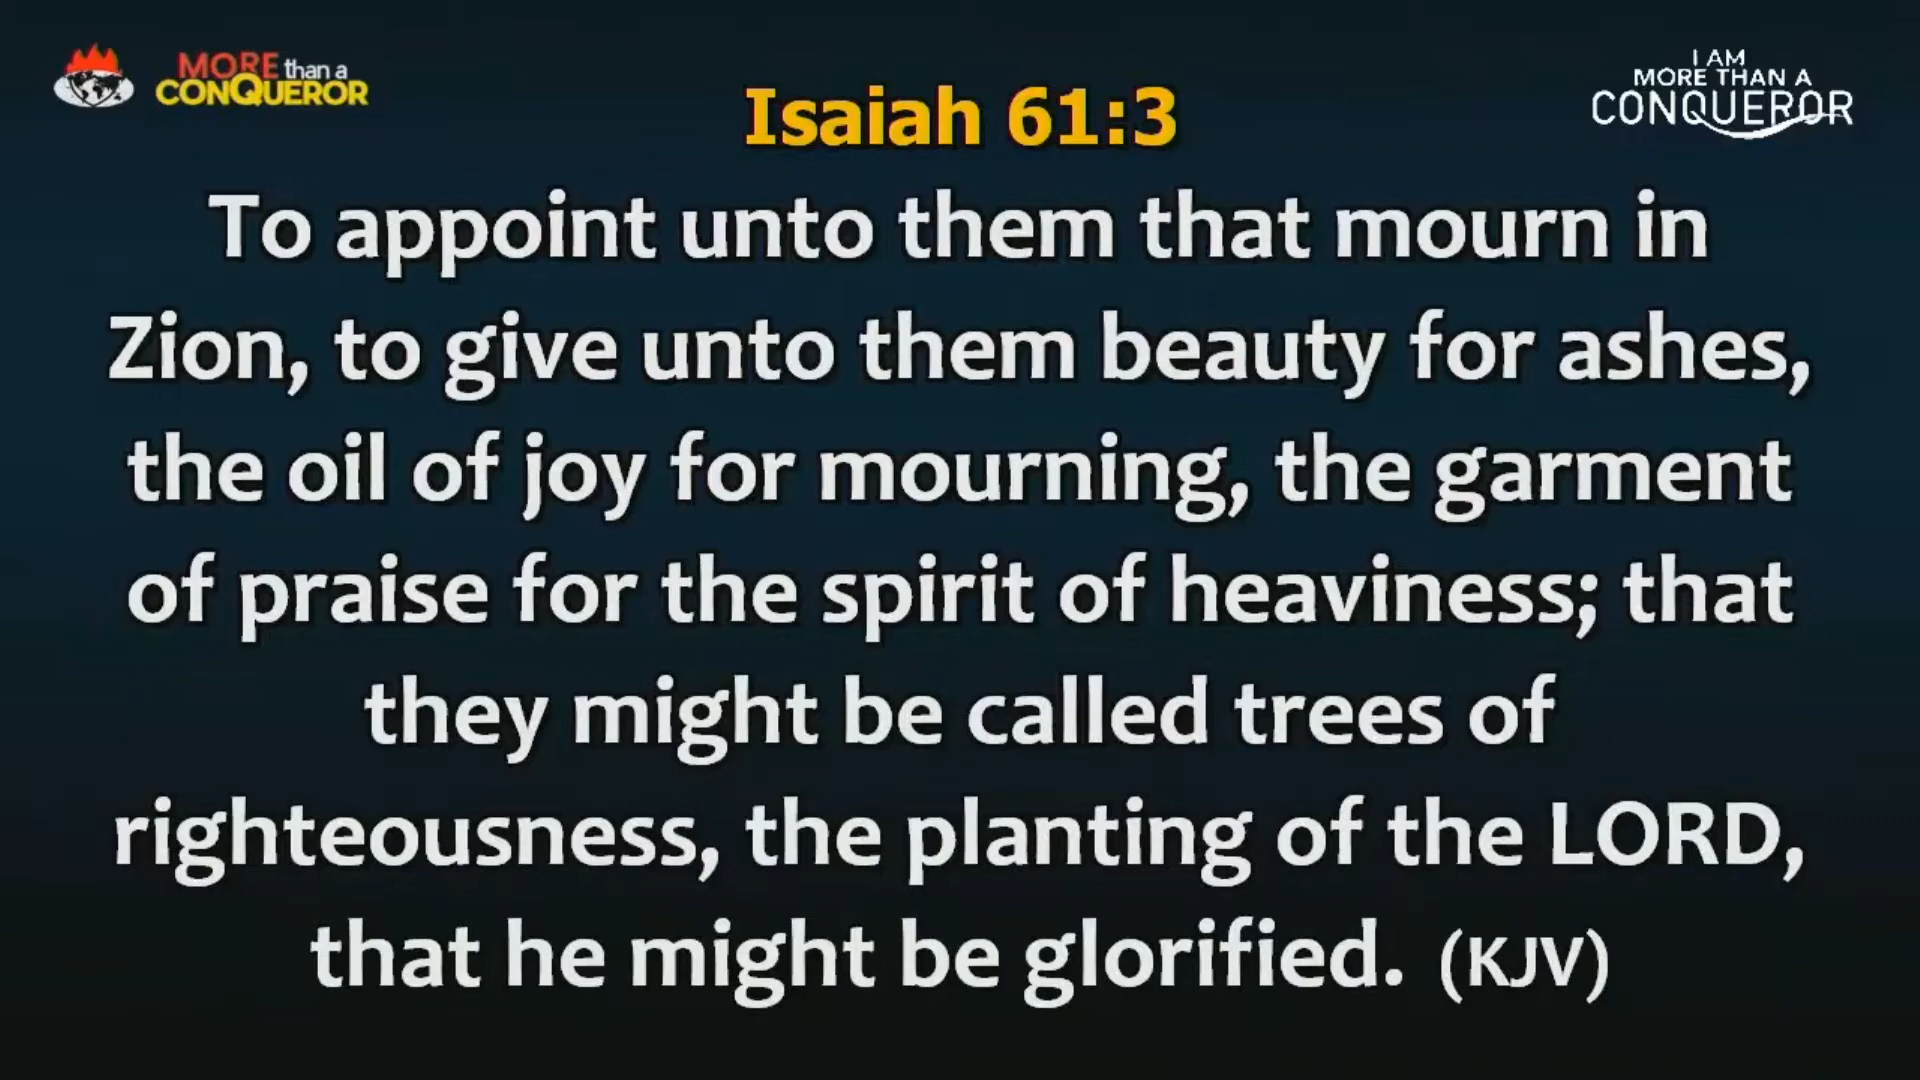 MORE than a
CONQUEROR
I AM
MORE THAN A
CONQUEROR
Isaiah 61:3
To appoint unto them that mourn in
Zion, to give unto them beauty for ashes,
the oil of joy for mourning, the garment
of praise for the spirit of heaviness; that
they might be called trees of
righteousness, the planting of the LORD,
that he might be glorified. (KJV)